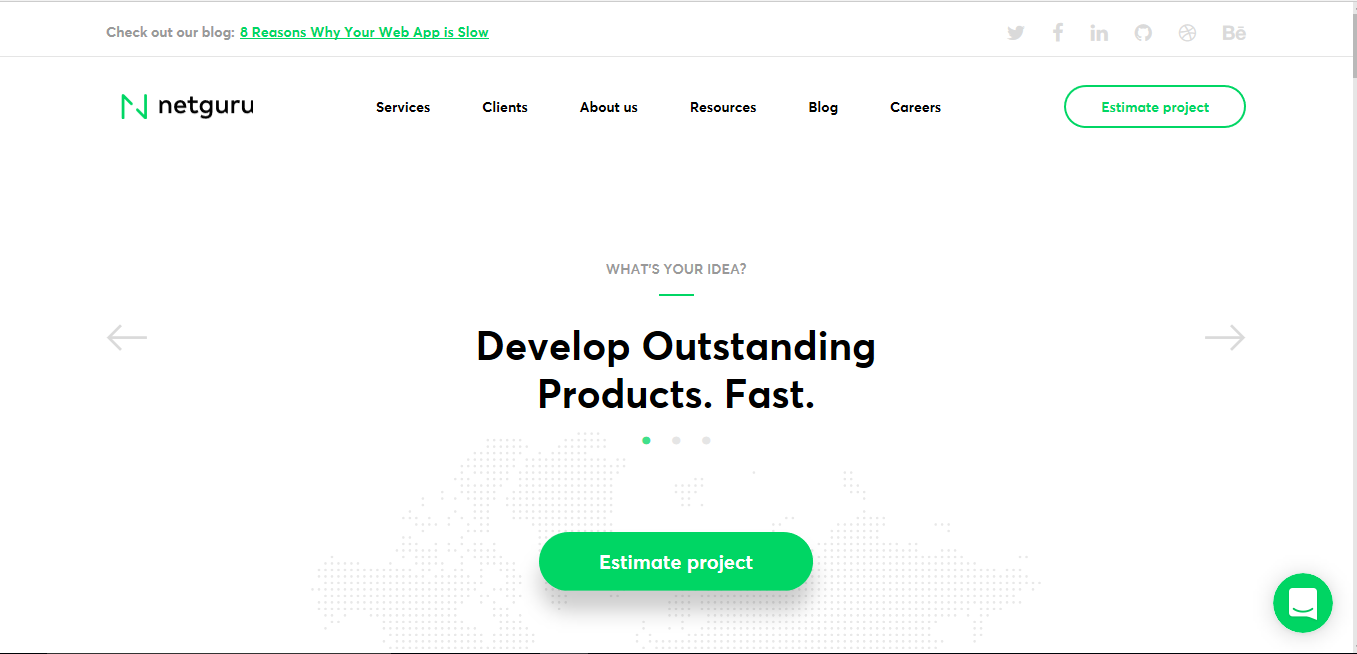 Check out our blog: 8 Reasons Why Your Web App is Slow
Bē
netguru
Services
Clients
About us
Resources
Blog
Careers
Estimate project
WHAT'S YOUR IDEA?
Develop Outstanding
Products. Fast.
Estimate project